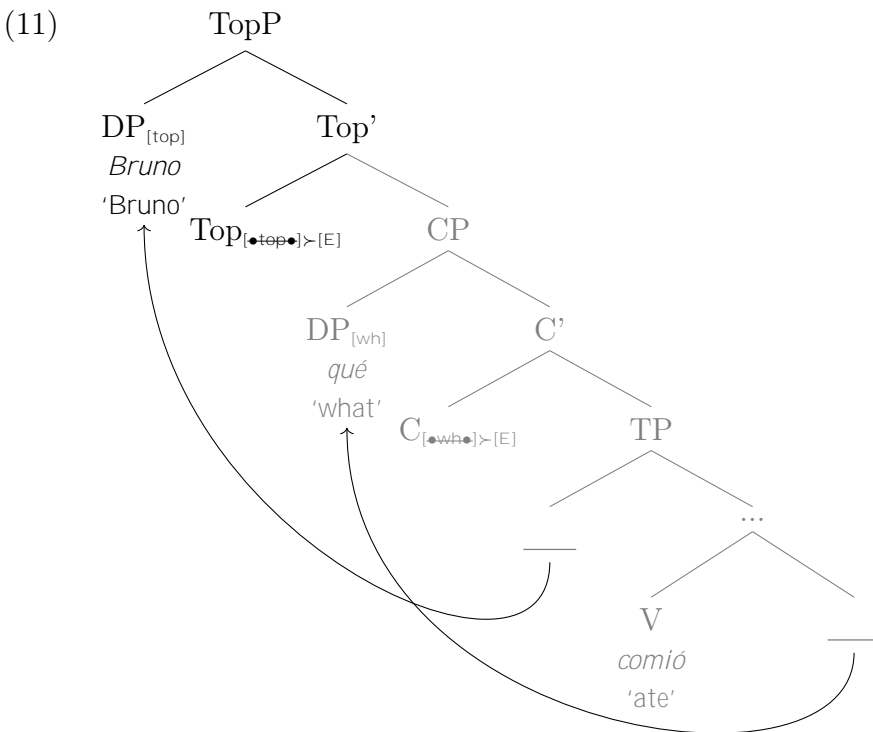 (11)
TopP
DP[top]
Bruno
'Bruno'
Top'
Top[•top•]≻[E]
CP
DP[wh]
qué
'what'
C'
C[•wh•]≻[E]
TP
...
V
comió
'ate'